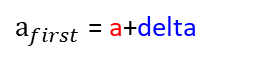 a_first = a+delta